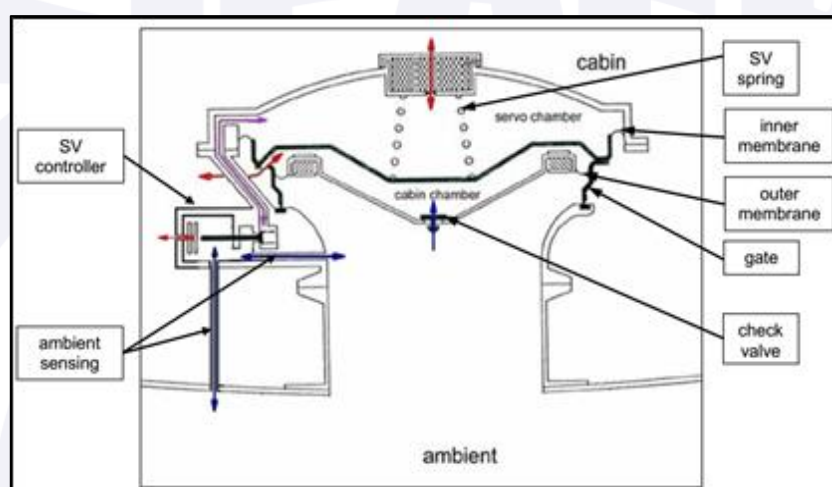 cabin
SV
spring
servo chamber
inner
membrane
SV
controller
cabin chamber
outer
membrane
gate
ambient
sensing
check
valve
ambient